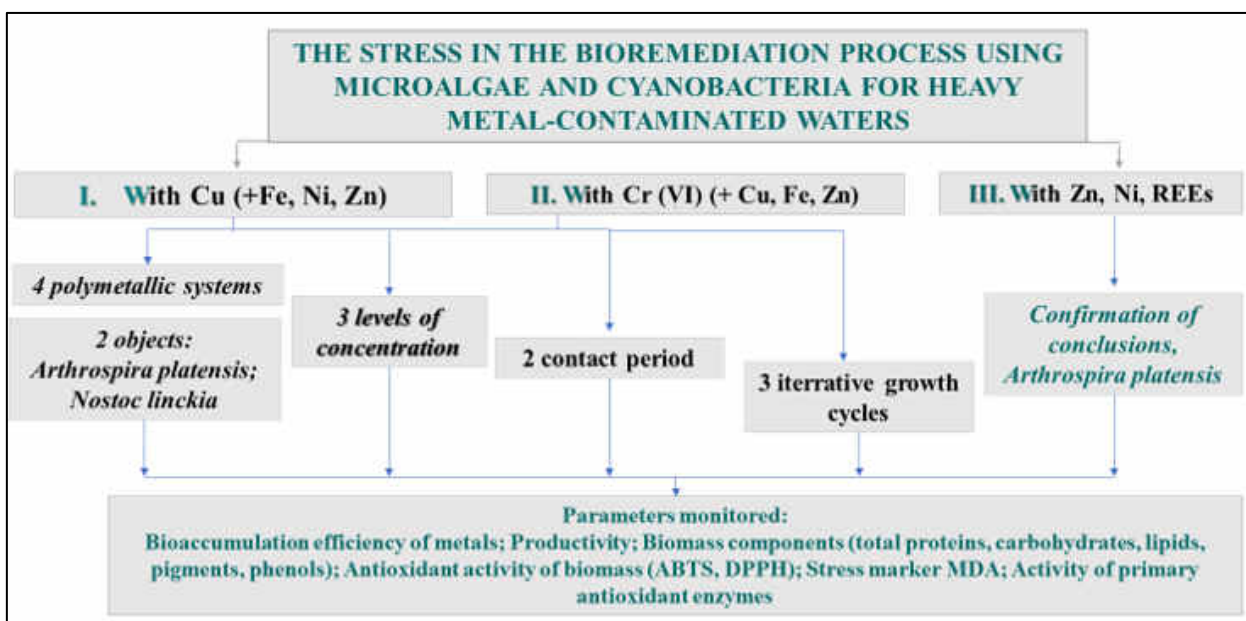 THE STRESS IN THE BIOREMEDIATION PROCESS USING
MICROALGAE AND CYANOBACTERIA FOR HEAVY
METAL-CONTAMINATED WATERS
I. With Cu (+Fe, Ni, Zn)
II. With Cr (VI) (+ Cu, Fe, Zn)
III. With Zn, Ni, REEs
4 polymetallic systems
2 objects:
Arthrospira platensis;
Nostoc linckia
3 levels of
concentration
2 contact period
3 iterrative growth
cycles
Confirmation of
conclusions,
Arthrospira platensis
Parameters monitored:
Bioaccumulation efficiency of metals; Productivity; Biomass components (total proteins, carbohydrates, lipids,
pigments, phenols); Antioxidant activity of biomass (ABTS, DPPH); Stress marker MDA; Activity of primary
antioxidant enzymes